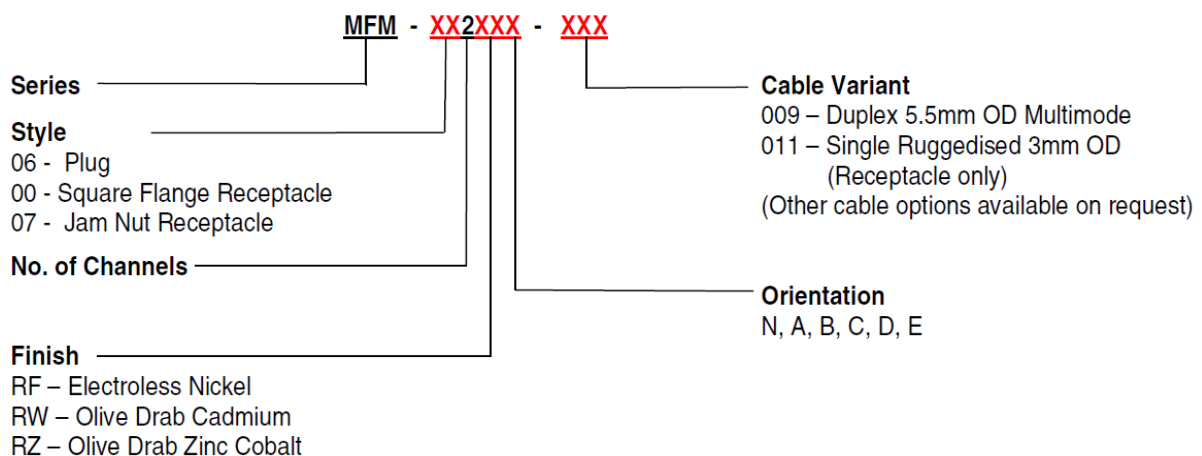 MFM - XX2XXX - XXX
Series
Style
06 - Plug
00 - Square Flange Receptacle
07 - Jam Nut Receptacle
No. of Channels
Finish
RF – Electroless Nickel
RW – Olive Drab Cadmium
RZ – Olive Drab Zinc Cobalt
Cable Variant
009 – Duplex 5.5mm OD Multimode
011 – Single Ruggedised 3mm OD
(Receptacle only)
(Other cable options available on request)
Orientation
N, A, B, C, D, E